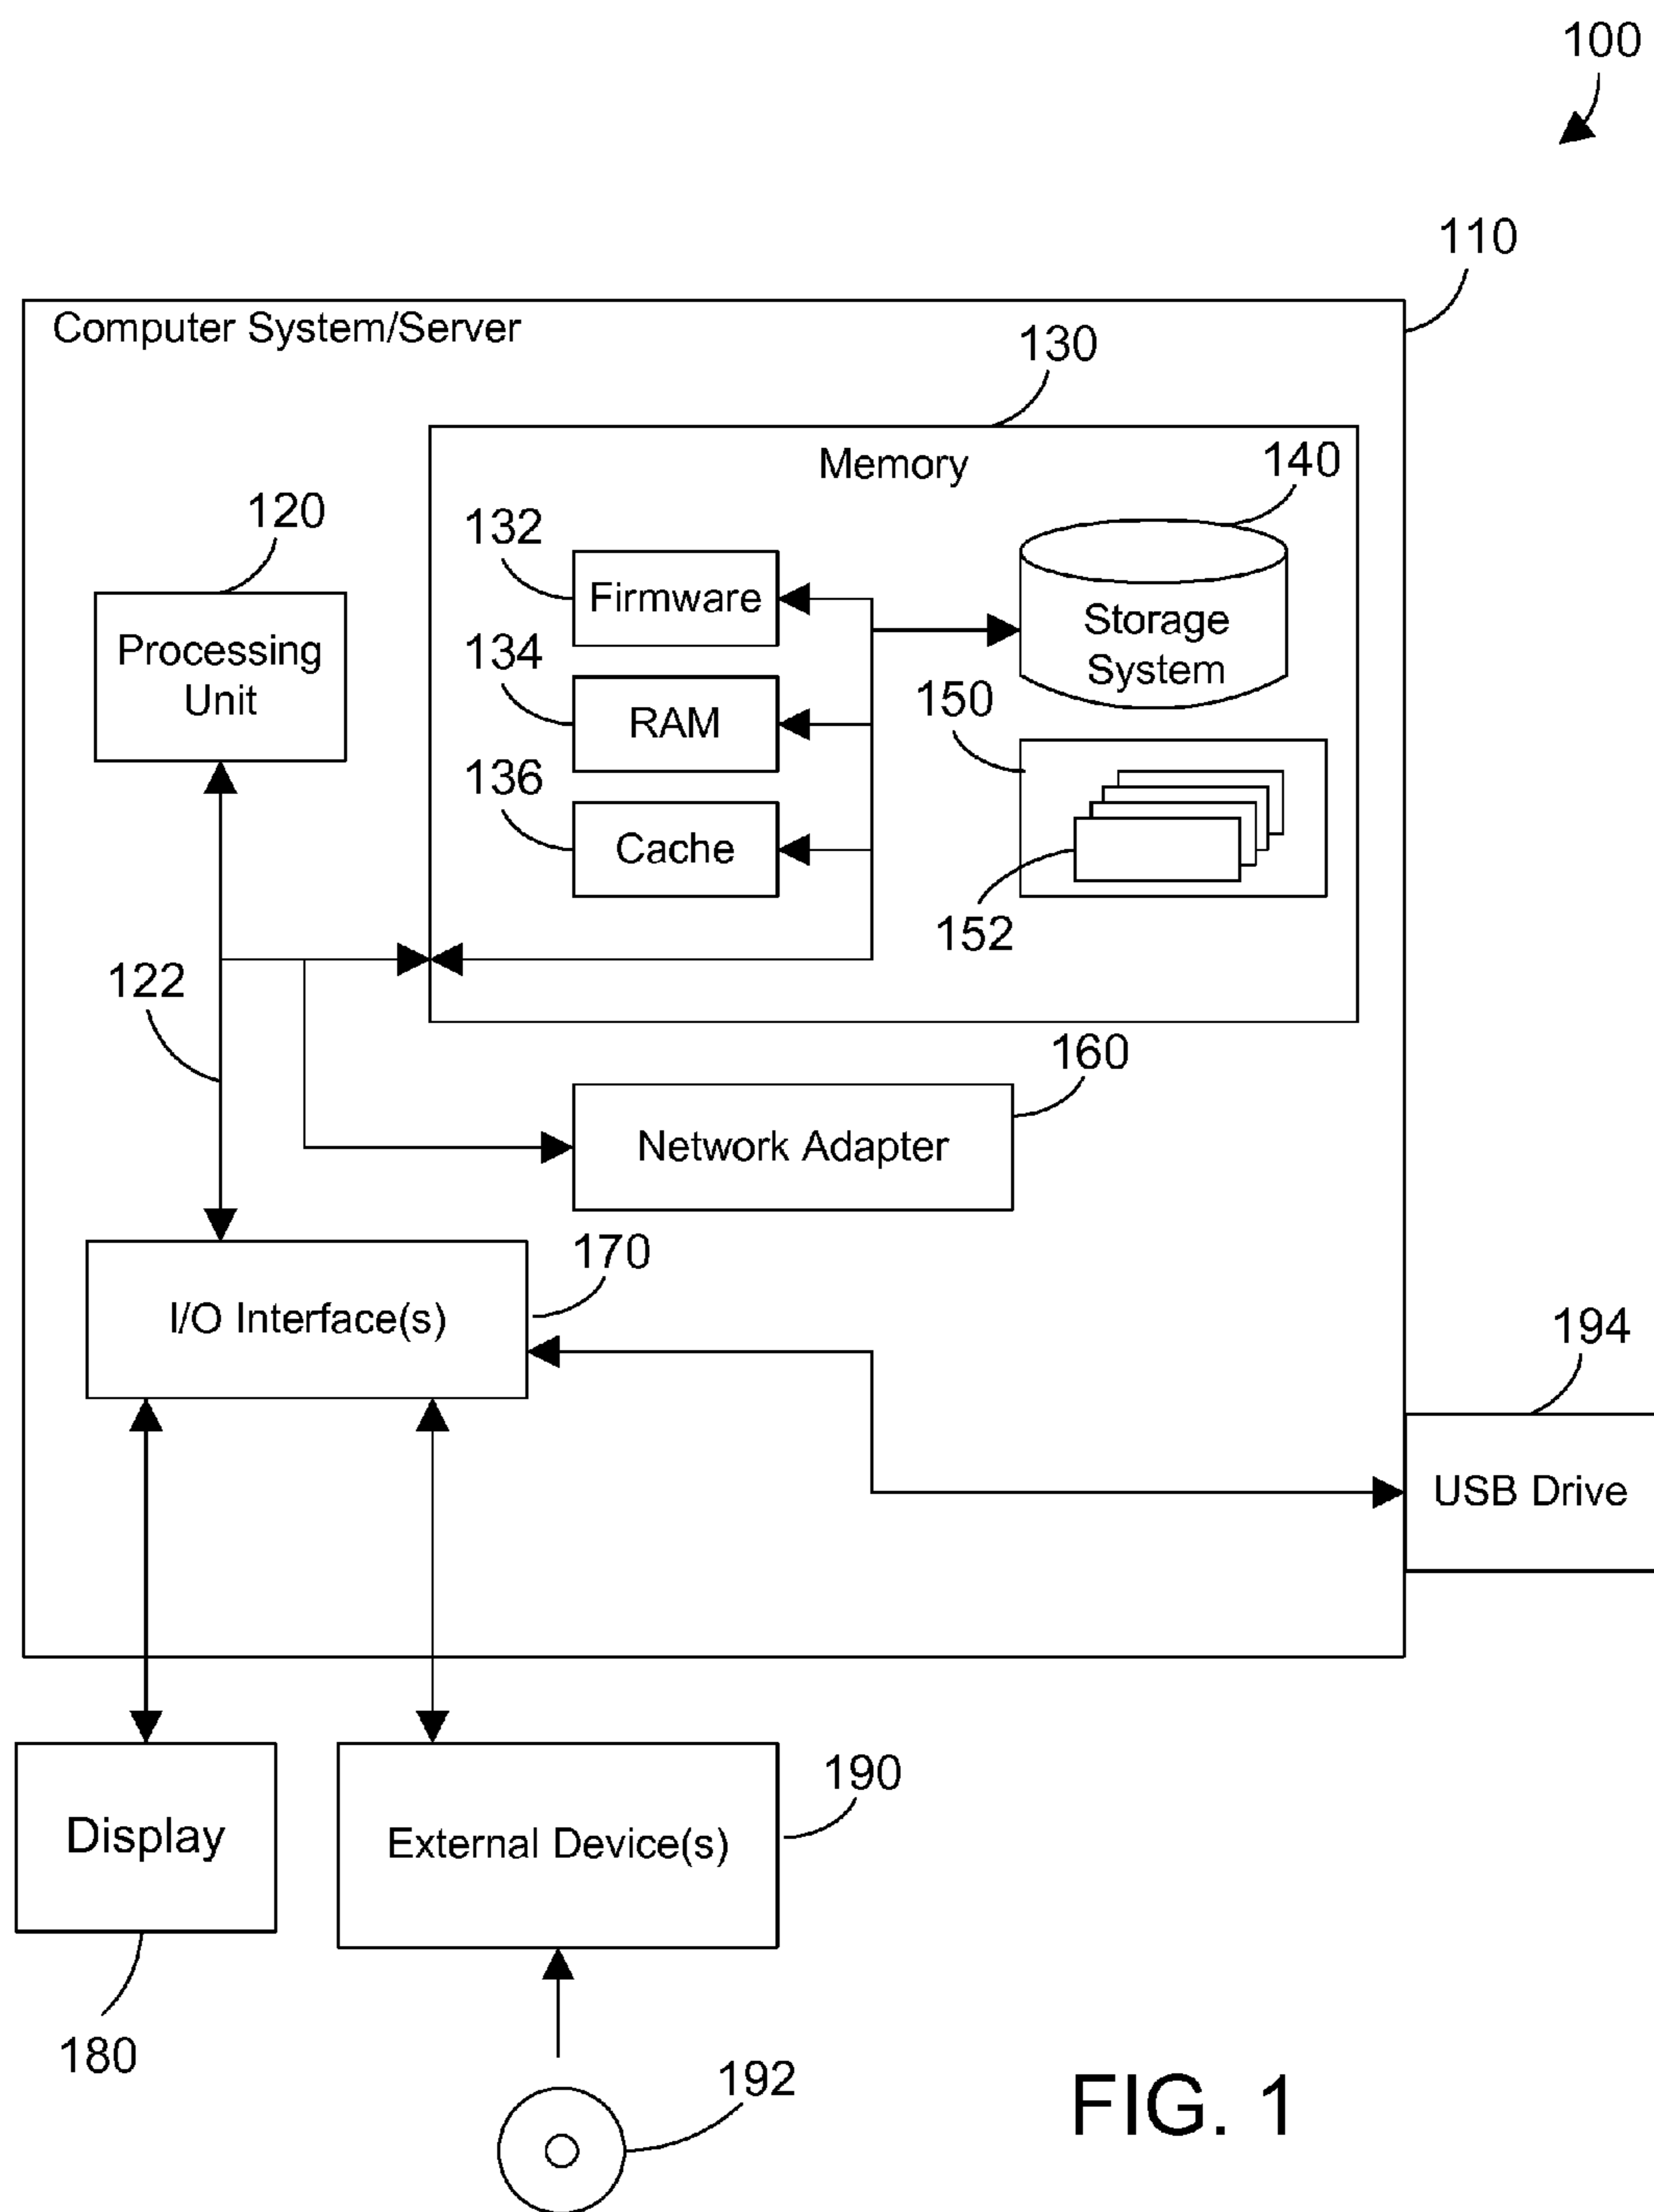 100
110
Computer System/Server
130
Memory
140
120
132
Firmware
Storage
System
Processing
Unit
134
RAM
150
136
Cache
152
122
160
Network Adapter
170
I/O Interface(s)
194
USB Drive
190
Display
External Device(s)
180
192
FIG. 1